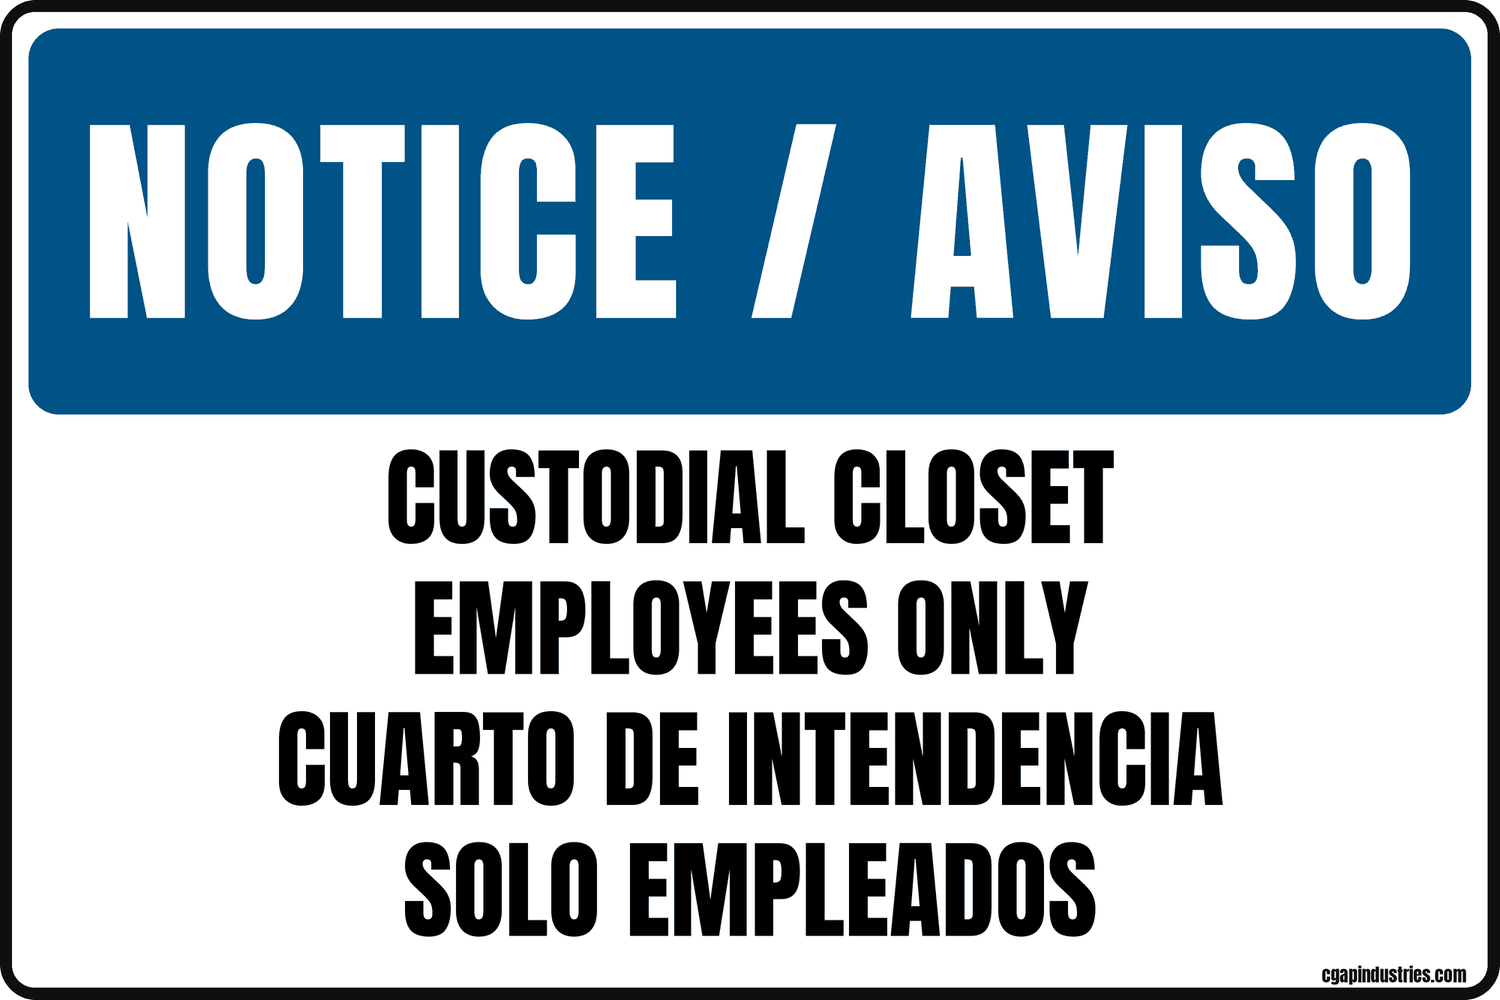 NOTICE / AVISO
CUSTODIAL CLOSET
EMPLOYEES ONLY
CUARTO DE INTENDENCIA
SOLO EMPLEADOS
cgapindustries.com